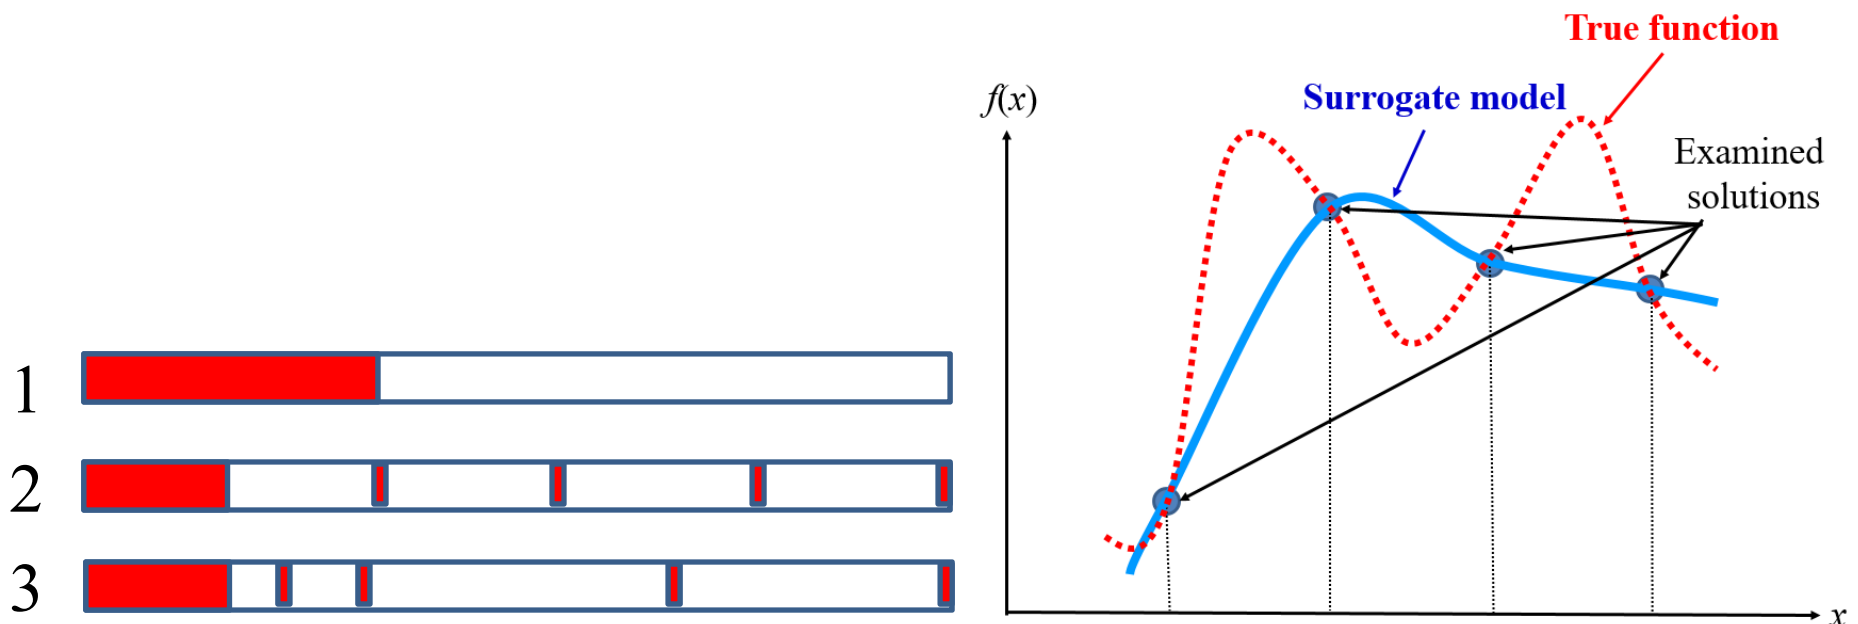 1
2
3
True function
Surrogate model
f(x)
Examined
solutions
x